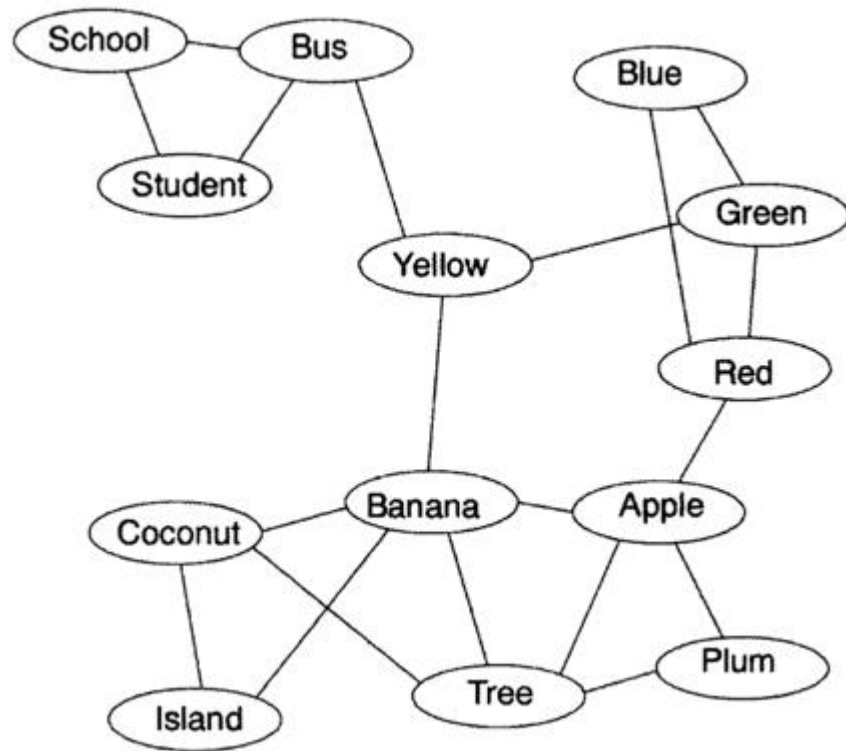 School
Bus
Blue
Student
Green
Yellow
Red
Banana
Apple
Coconut
Plum
Tree
Island